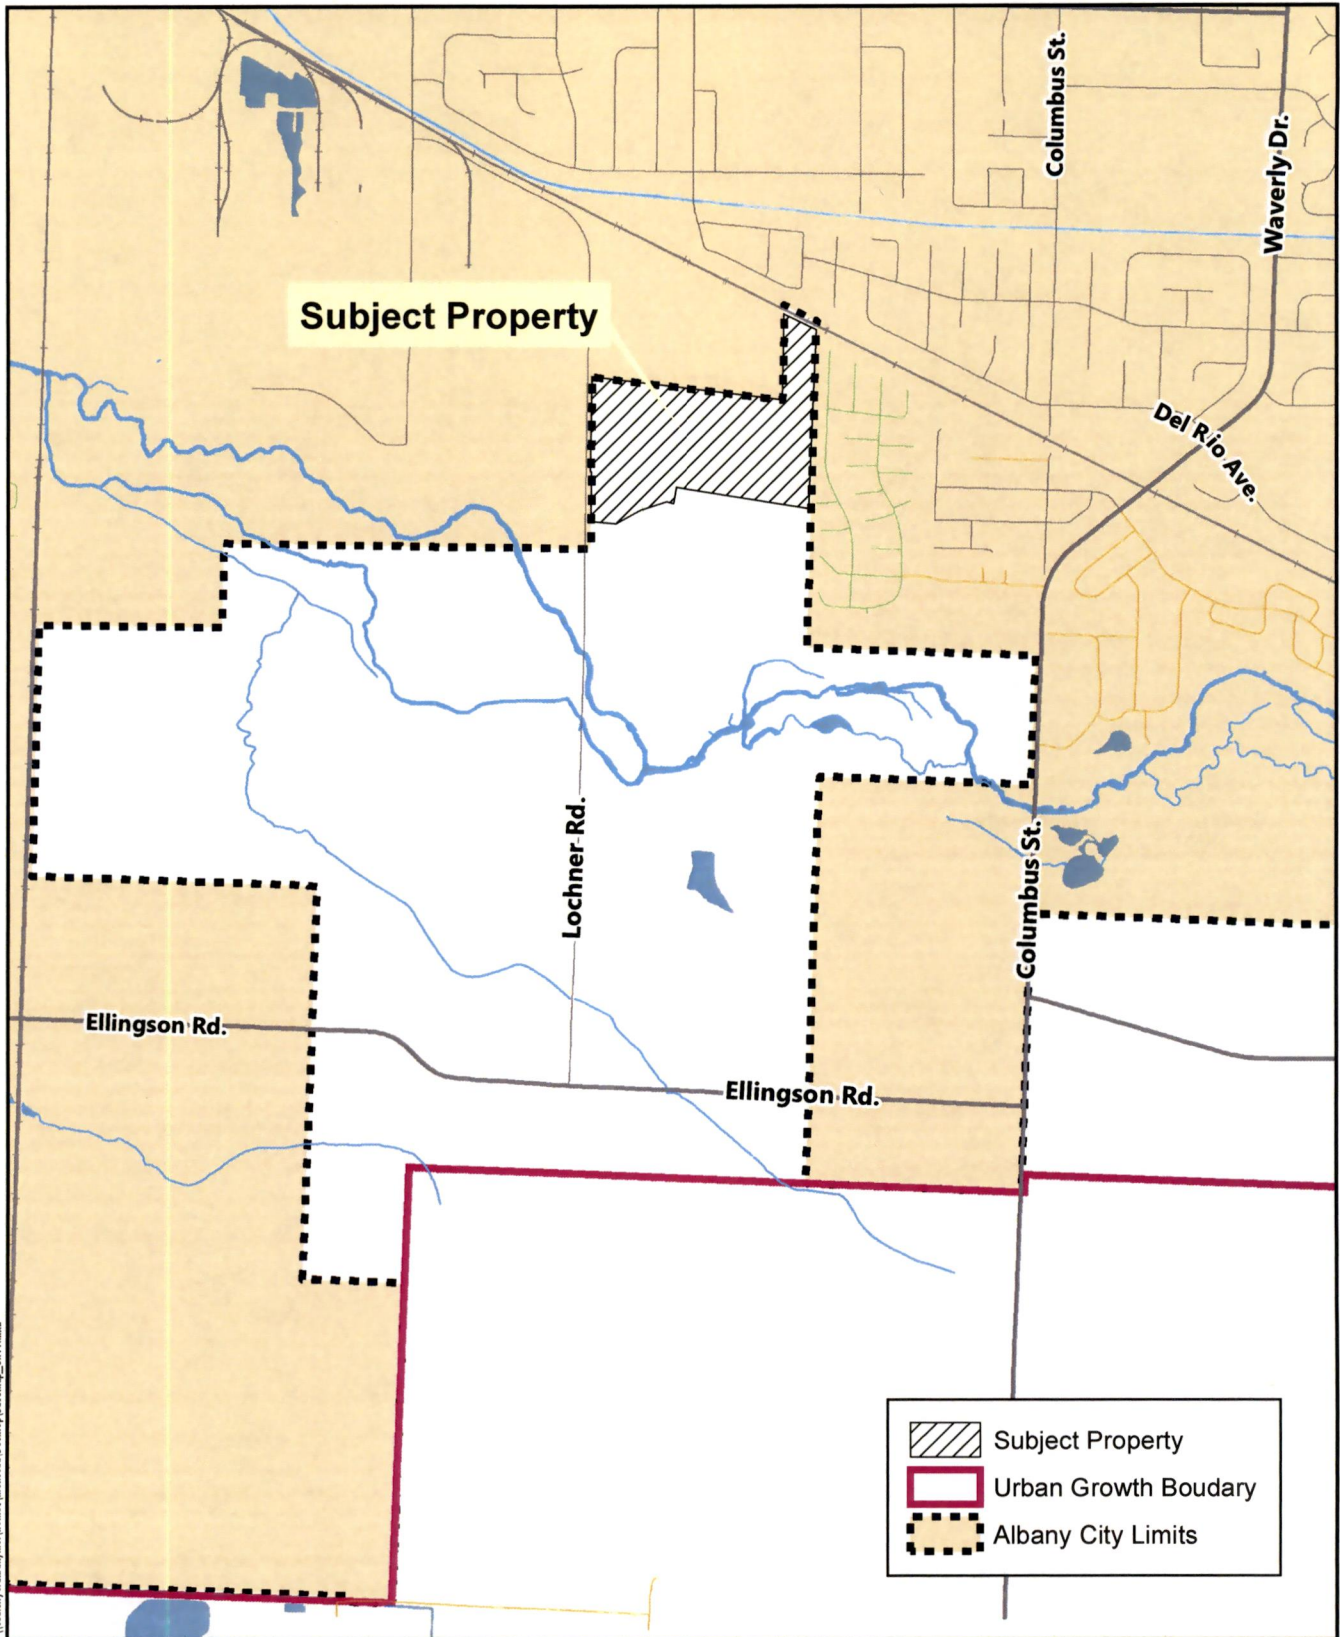 Columbus St.
Waverly Dr.
Subject Property
Del Rio Ave.
Lochner Rd.
Columbus St.
Ellingson Rd.
Ellingson Rd.
Subject Property
Urban Growth Boudary
Albany City Limits